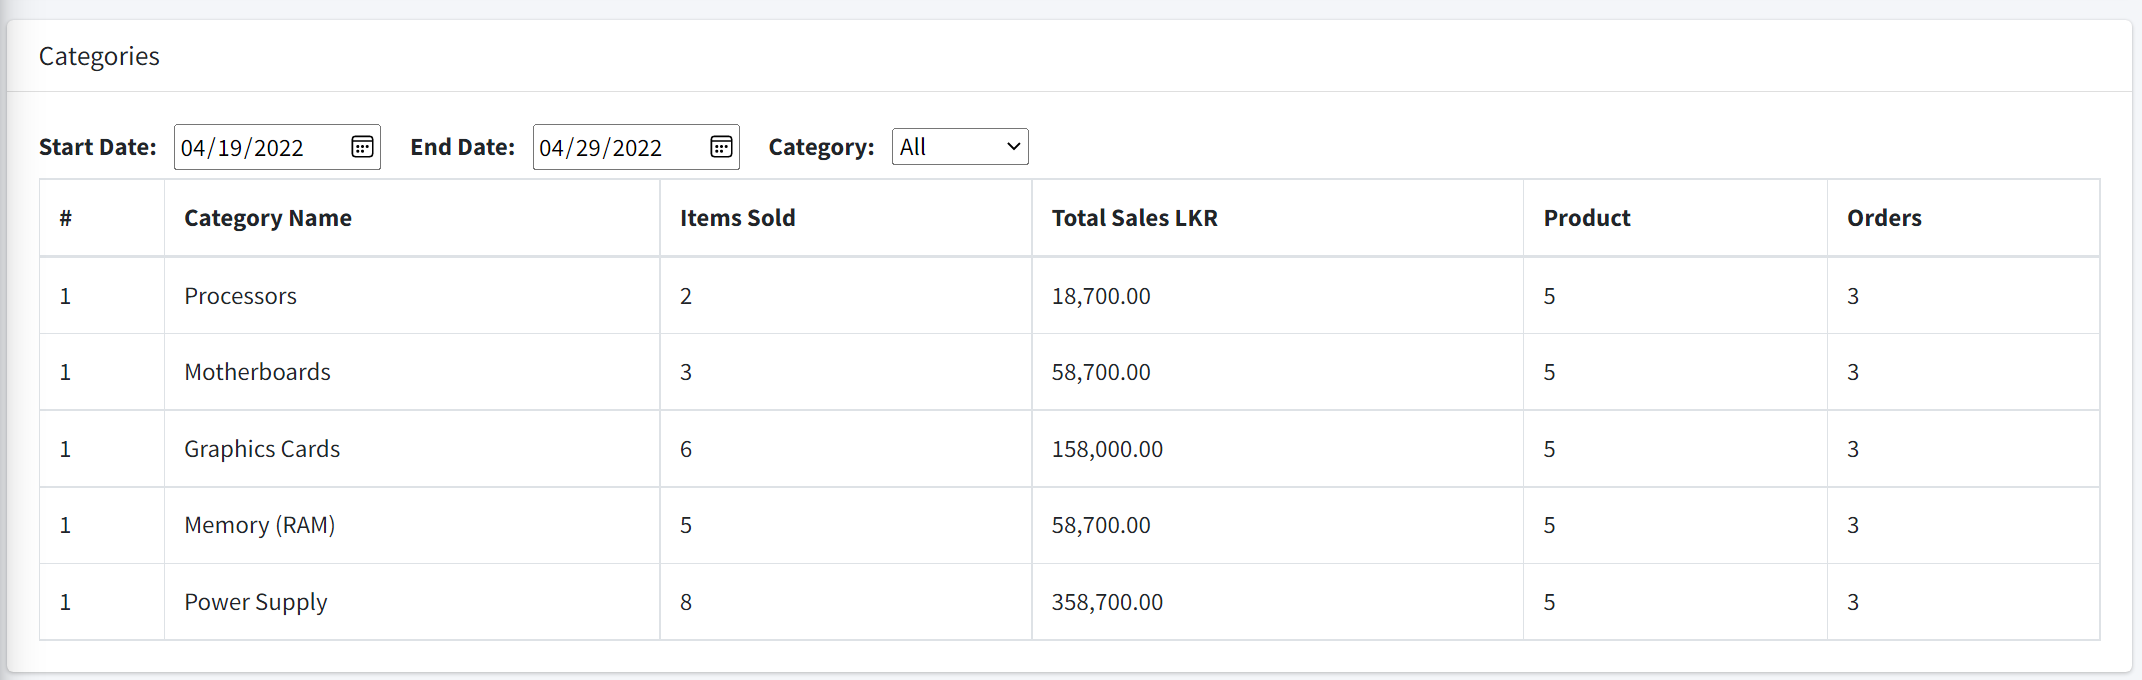 Categories
Start Date: 04/19/2022 End Date: 04/29/2022 Category: All
# Category Name Items Sold Total Sales LKR Product Orders
1 Processors 2 18,700.00 5 3
1 Motherboards 3 58,700.00 5 3
1 Graphics Cards 6 158,000.00 5 3
1 Memory (RAM) 5 58,700.00 5 3
1 Power Supply 8 358,700.00 5 3